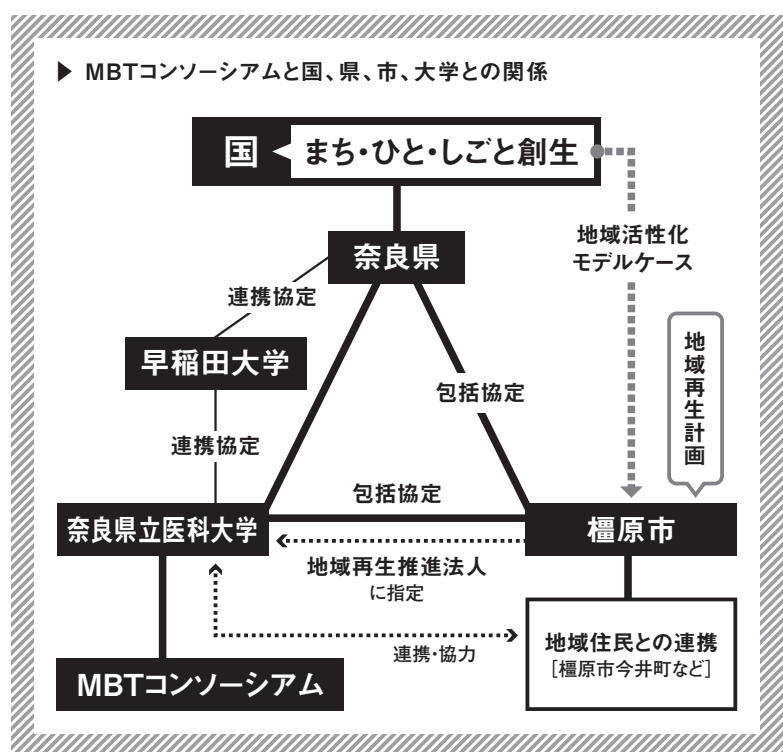 ▶ MBTコンソーシアムと国、県、市、大学との関係
国 まち・ひと・しごと創生
奈良県
地域活性化
モデルケース
連携協定
早稲田大学
包括協定
地域再生計画
連携協定
包括協定
奈良県立医科大学
橿原市
地域再生推進法人
に指定
地域住民との連携
[橿原市今井町など]
連携・協力
MBTコンソーシアム